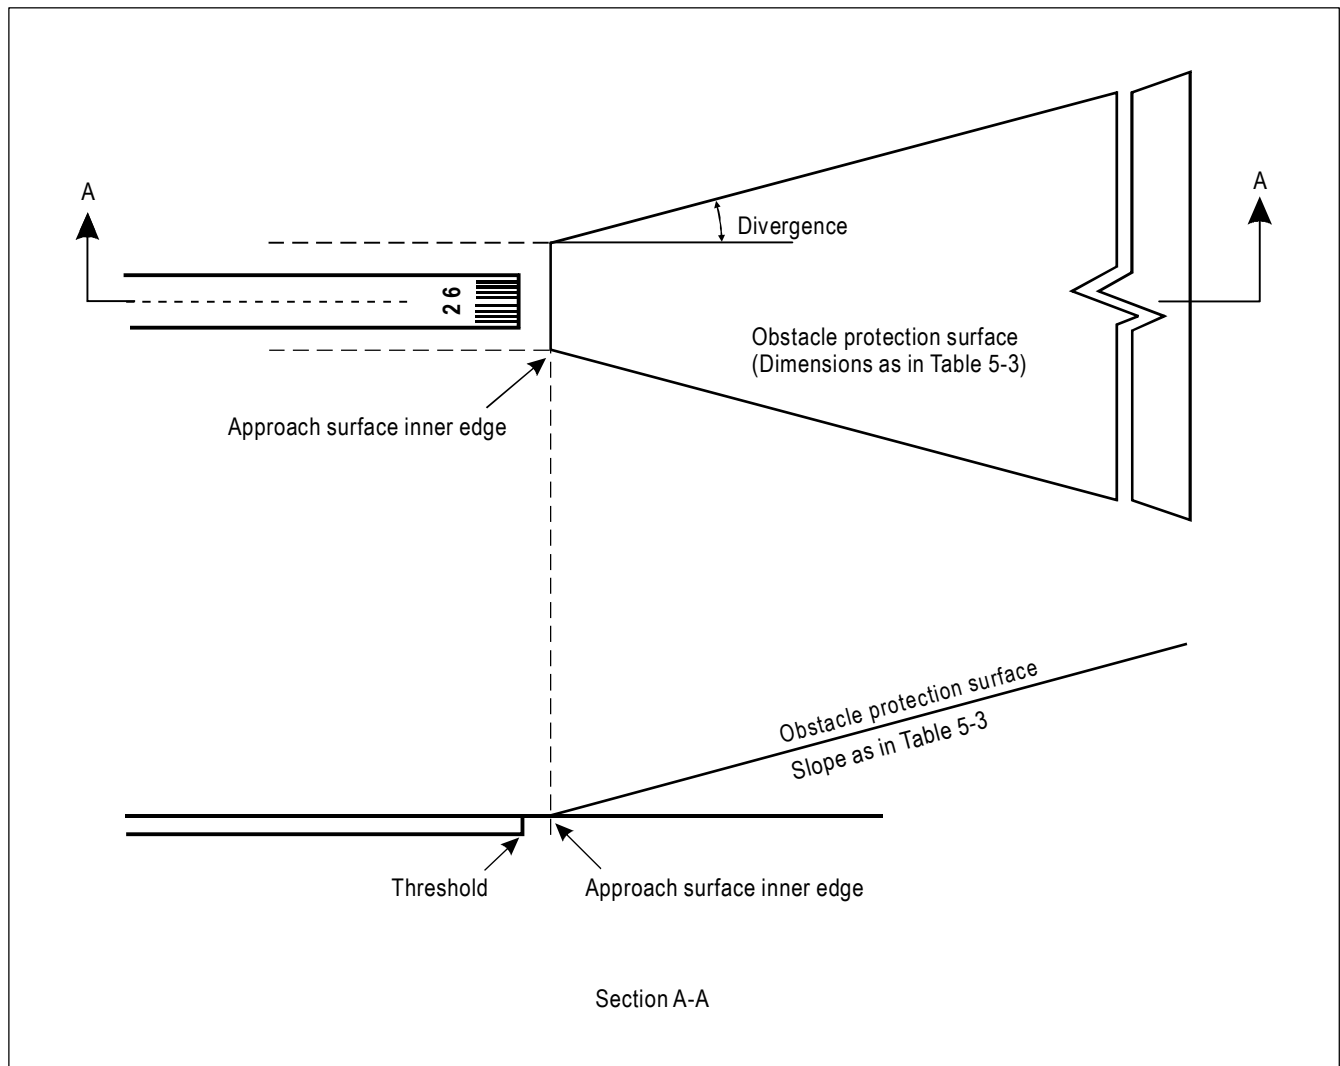 A
A
Divergence
26
Obstacle protection surface
(Dimensions as in Table 5-3)
Approach surface inner edge
Obstacle protection surface
Slope as in Table 5-3
Threshold
Approach surface inner edge
Section A-A